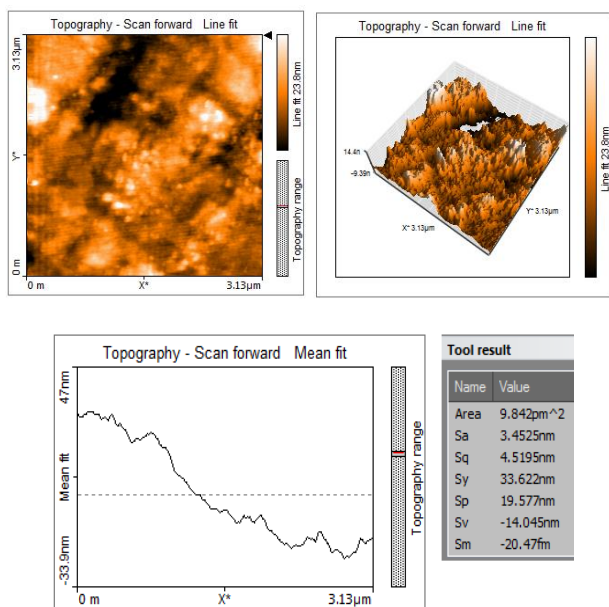 Topography - Scan forward Line fit
3.13µm
Y*
0 m
0 m X* 3.13µm
Line fit 23.8nm
Topography range
Topography - Scan forward Line fit
14.4n
-9.39n
X* 3.13µm
Y* 3.13µm
Line fit 23.8nm
Topography - Scan forward Mean fit
47nm
Mean fit
-33.9nm
0 m X* 3.13µm
Topography range
Tool result
Name Value
Area 9.842pm^2
Sa 3.4525nm
Sq 4.5195nm
Sy 33.622nm
Sp 19.577nm
Sv -14.045nm
Sm -20.47fm